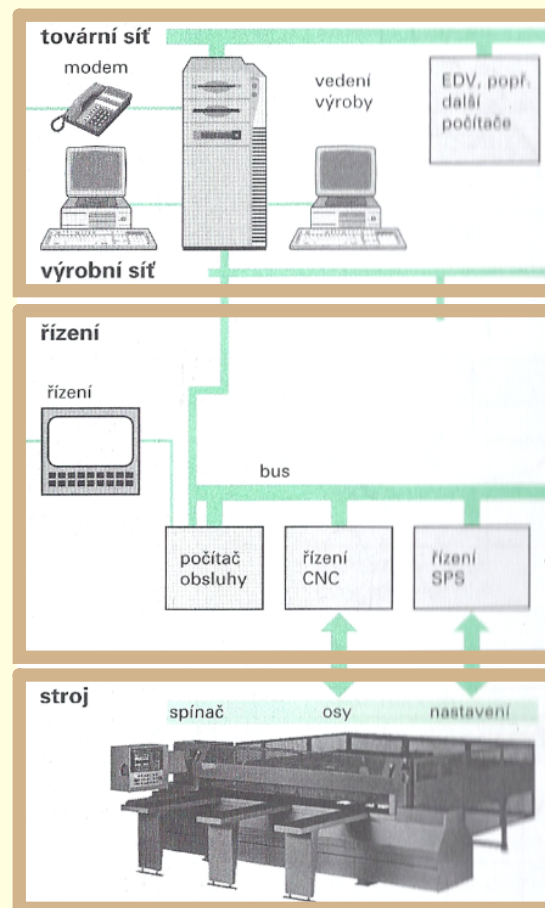 tovární síť
modem
vedení
výroby
EDV, popř.
další
počítače
výrobní síť
řízení
řízení
bus
počítač
obsluhy
řízení
CNC
řízení
SPS
stroj
spínač
osy
nastavení